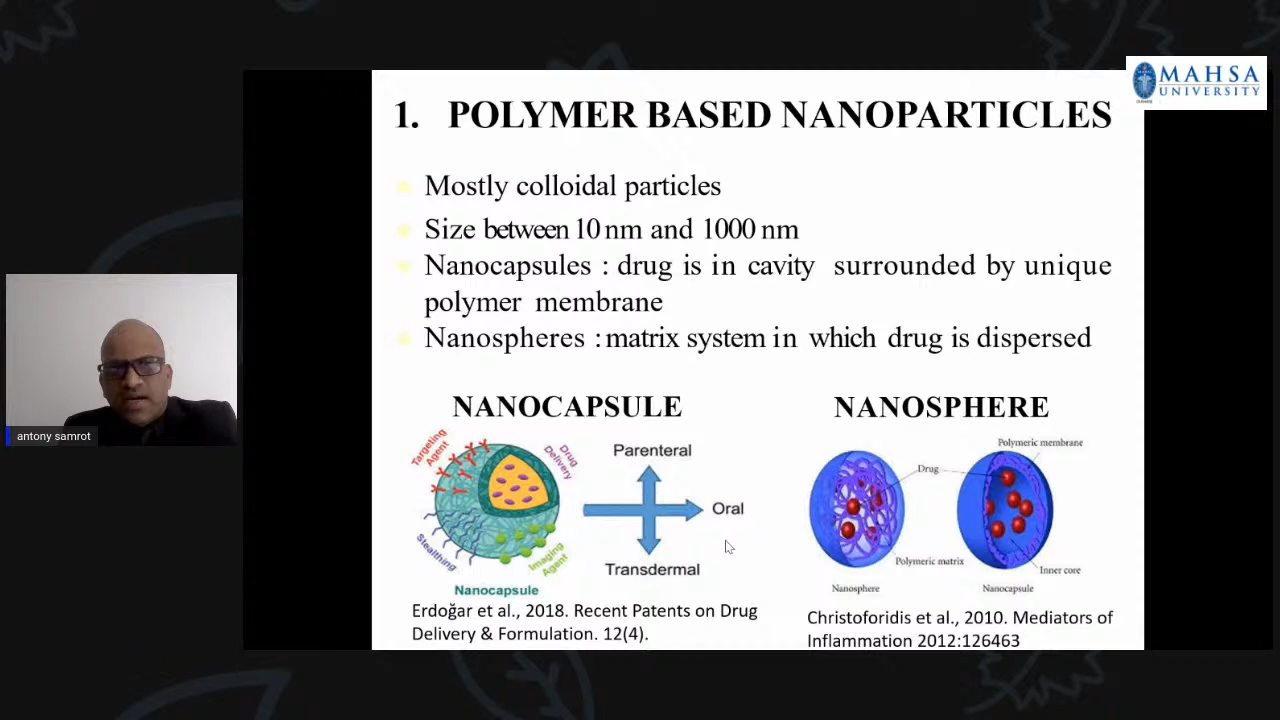 MAHSA
UNIVERSITY
1. POLYMER BASED NANOPARTICLES
Mostly colloidal particles
Size between 10 nm and 1000 nm
Nanocapsules : drug is in cavity surrounded by unique
polymer membrane
Nanospheres : matrix system in which drug is dispersed
antony samrot
NANOCAPSULE
Targeting
Agent
Drug
Delivery
Stealthing
Imaging
Agent
Nanocapsule
Parenteral
Oral
Transdermal
Erdoğar et al., 2018. Recent Patents on Drug
Delivery & Formulation. 12(4).
NANOSPHERE
Polymeric membrane
Drug
Polymeric matrix
Inner core
Nanosphere
Nanocapsule
Christoforidis et al., 2010. Mediators of
Inflammation 2012:126463